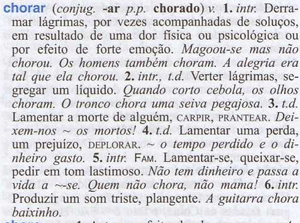 chorar (conjug. -ar p.p. chorado) v. 1. intr. Derra-
mar lágrimas, por vezes acompanhadas de soluços,
em resultado de uma dor física ou psicológica ou
por efeito de forte emoção. Magoou-se mas não
chorou. Os homens também choram. A alegria era
tal que ela chorou. 2. intr., t.d. Verter lágrimas, se-
gregar um líquido. Quando corto cebola, os olhos
choram. O tronco chora uma seiva pegajosa. 3. t.d.
Lamentar a morte de alguém, CARPIR, PRANTEAR. Dei-
xem-nos ~ os mortos! 4. t.d. Lamentar uma perda,
um prejuízo, DEPLORAR. ~ o tempo perdido e o di-
nheiro gasto. 5. intr. FAM. Lamentar-se, queixar-se,
pedir em tom lastimoso. Não tem dinheiro e passa a
vida a ~-se. Quem não chora, não mama! 6. intr.
Produzir um som triste, plangente. A guitarra chora
baixinho.